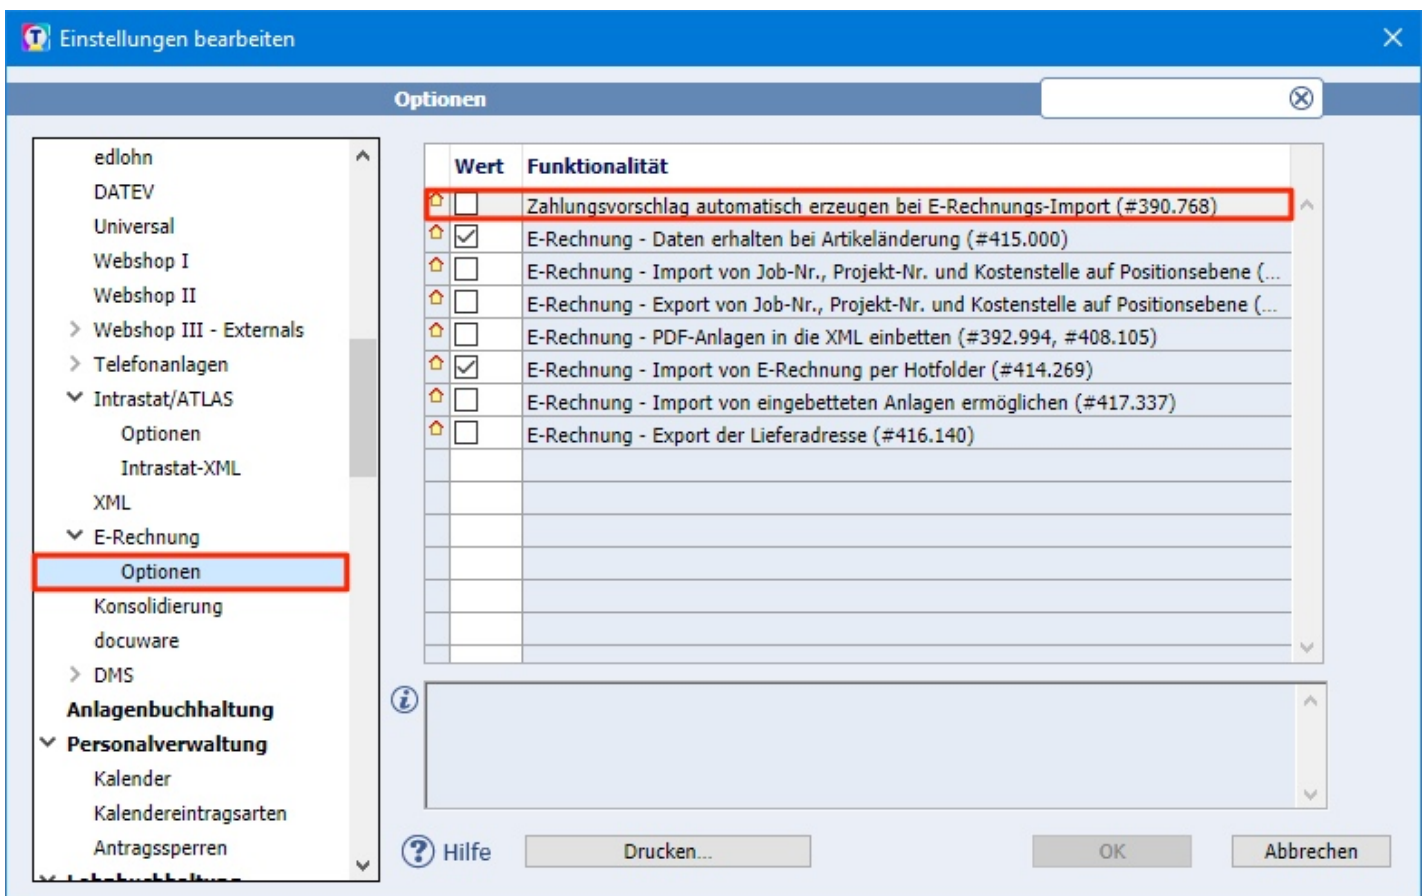 Einstellungen bearbeiten
Optionen
edlohn
DATEV
Universal
Webshop I
Webshop II
Webshop III - Externals
Telefonanlagen
Intrastat/ATLAS
Optionen
Intrastat-XML
XML
E-Rechnung
Optionen
Konsolidierung
docuware
DMS
Anlagenbuchhaltung
Personalverwaltung
Kalender
Kalendereintragsarten
Antragssperren
Wert Funktionalität
Zahlungsvorschlag automatisch erzeugen bei E-Rechnungs-Import (#390.768)
E-Rechnung - Daten erhalten bei Artikeländerung (#415.000)
E-Rechnung - Import von Job-Nr., Projekt-Nr. und Kostenstelle auf Positionsebene (...
E-Rechnung - Export von Job-Nr., Projekt-Nr. und Kostenstelle auf Positionsebene (...
E-Rechnung - PDF-Anlagen in die XML einbetten (#392.994, #408.105)
E-Rechnung - Import von E-Rechnung per Hotfolder (#414.269)
E-Rechnung - Import von eingebetteten Anlagen ermöglichen (#417.337)
E-Rechnung - Export der Lieferadresse (#416.140)
Hilfe
Drucken...
OK
Abbrechen